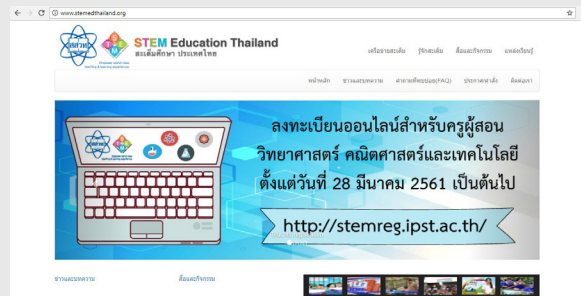 www.stemedthailand.org
สสวท
STEM Education Thailand
สะเต็มศึกษา ประเทศไทย
เครือข่ายสะเต็ม รู้จักสะเต็ม สื่อและกิจกรรม แหล่งเรียนรู้
หน้าหลัก ข่าวและบทความ คำถามที่พบบ่อย(FAQ) ประกาศ/คำสั่ง ติดต่อเรา
ลงทะเบียนออนไลน์สำหรับครูผู้สอน
วิทยาศาสตร์ คณิตศาสตร์และเทคโนโลยี
ตั้งแต่วันที่ 28 มีนาคม 2561 เป็นต้นไป
http://stemreg.ipst.ac.th/
ข่าวและบทความ สื่อและกิจกรรม